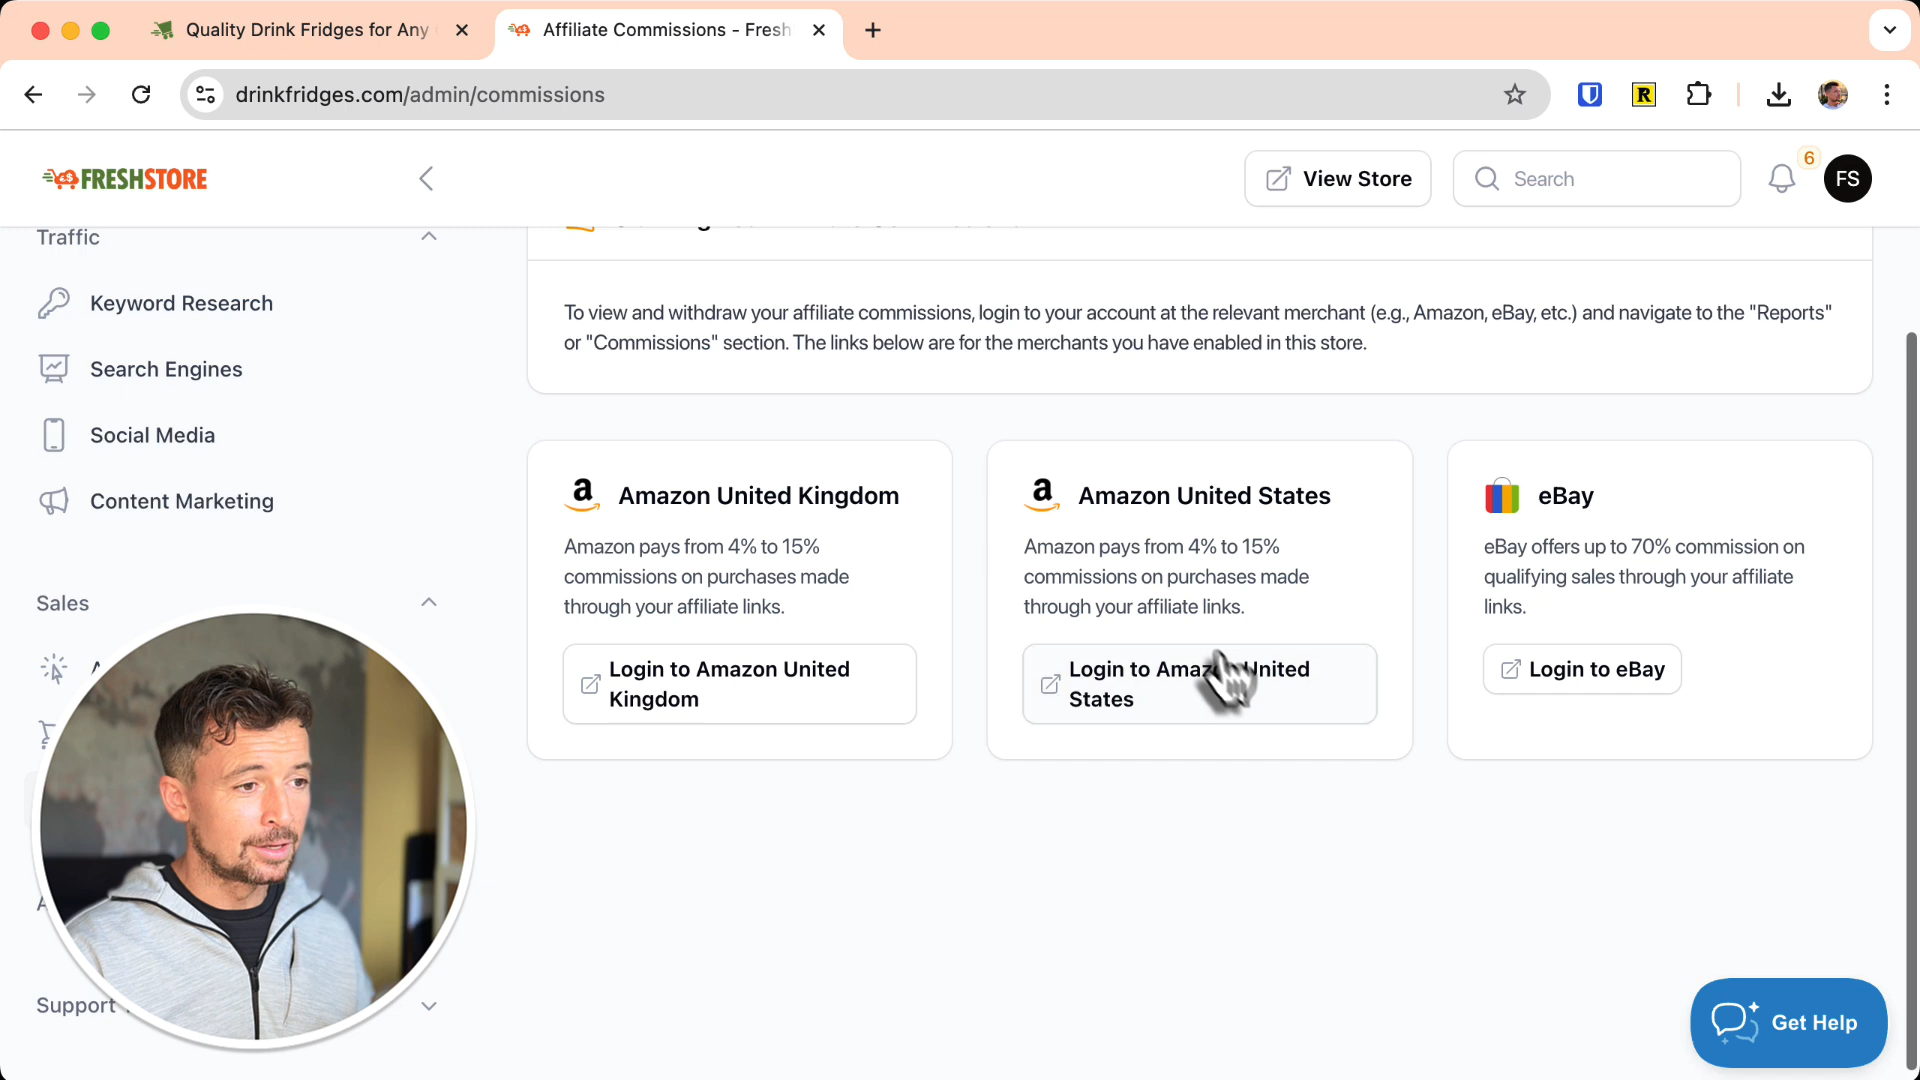 Quality Drink Fridges for Any
Affiliate Commissions - Fresh
drinkfridges.com/admin/commissions
R
FRESHSTORE
View Store
Search
6
FS
Traffic
Keyword Research
Search Engines
Social Media
Content Marketing
Sales
Support
To view and withdraw your affiliate commissions, login to your account at the relevant merchant (e.g., Amazon, eBay, etc.) and navigate to the "Reports"
or "Commissions" section. The links below are for the merchants you have enabled in this store.
a Amazon United Kingdom
Amazon pays from 4% to 15%
commissions on purchases made
through your affiliate links.
Login to Amazon United
Kingdom
a Amazon United States
Amazon pays from 4% to 15%
commissions on purchases made
through your affiliate links.
Login to Amazon United
States
eBay
eBay offers up to 70% commission on
qualifying sales through your affiliate
links.
Login to eBay
Get Help